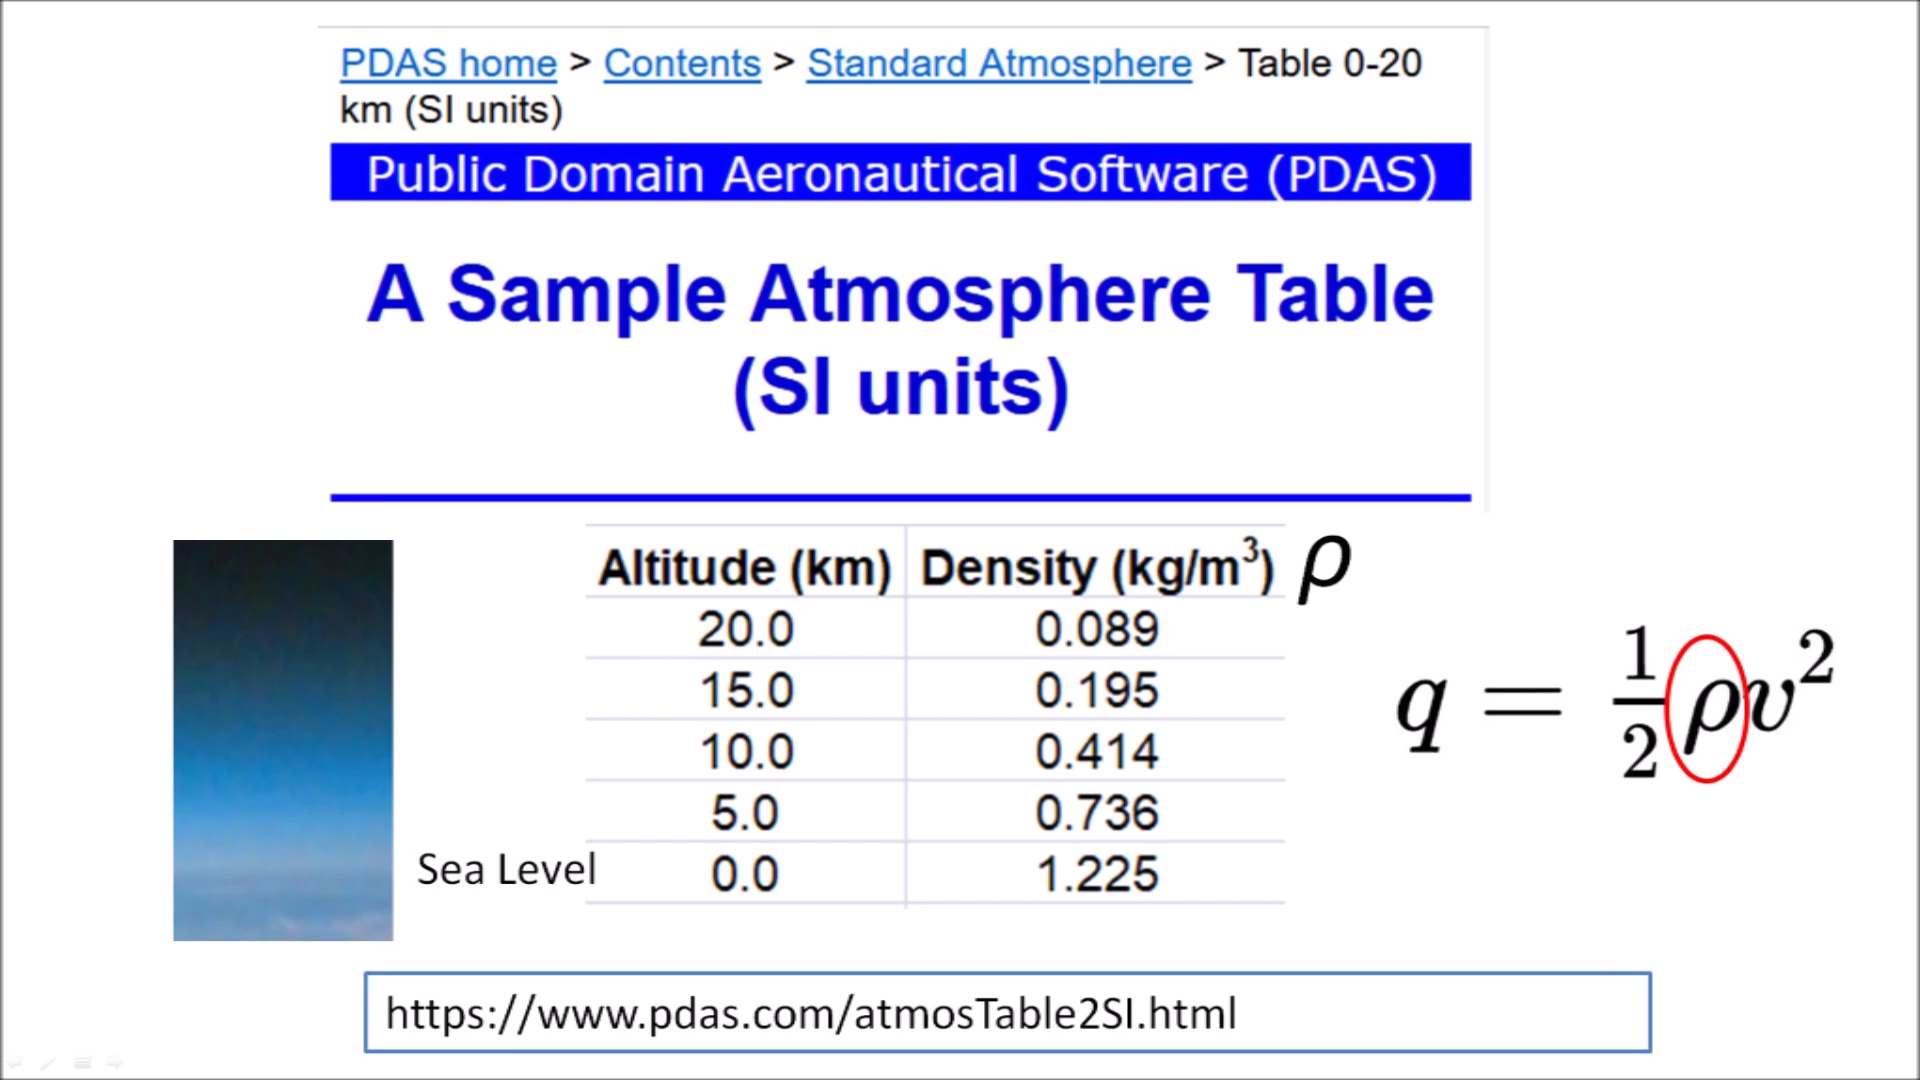 PDAS home > Contents > Standard Atmosphere > Table 0-20
km (SI units)
Public Domain Aeronautical Software (PDAS)
A Sample Atmosphere Table
(SI units)
Altitude (km) Density (kg/m³) ρ
20.0 0.089
15.0 0.195
10.0 0.414
5.0 0.736
Sea Level 0.0 1.225
q = 1/2 ρv²
https://www.pdas.com/atmosTable2SI.html